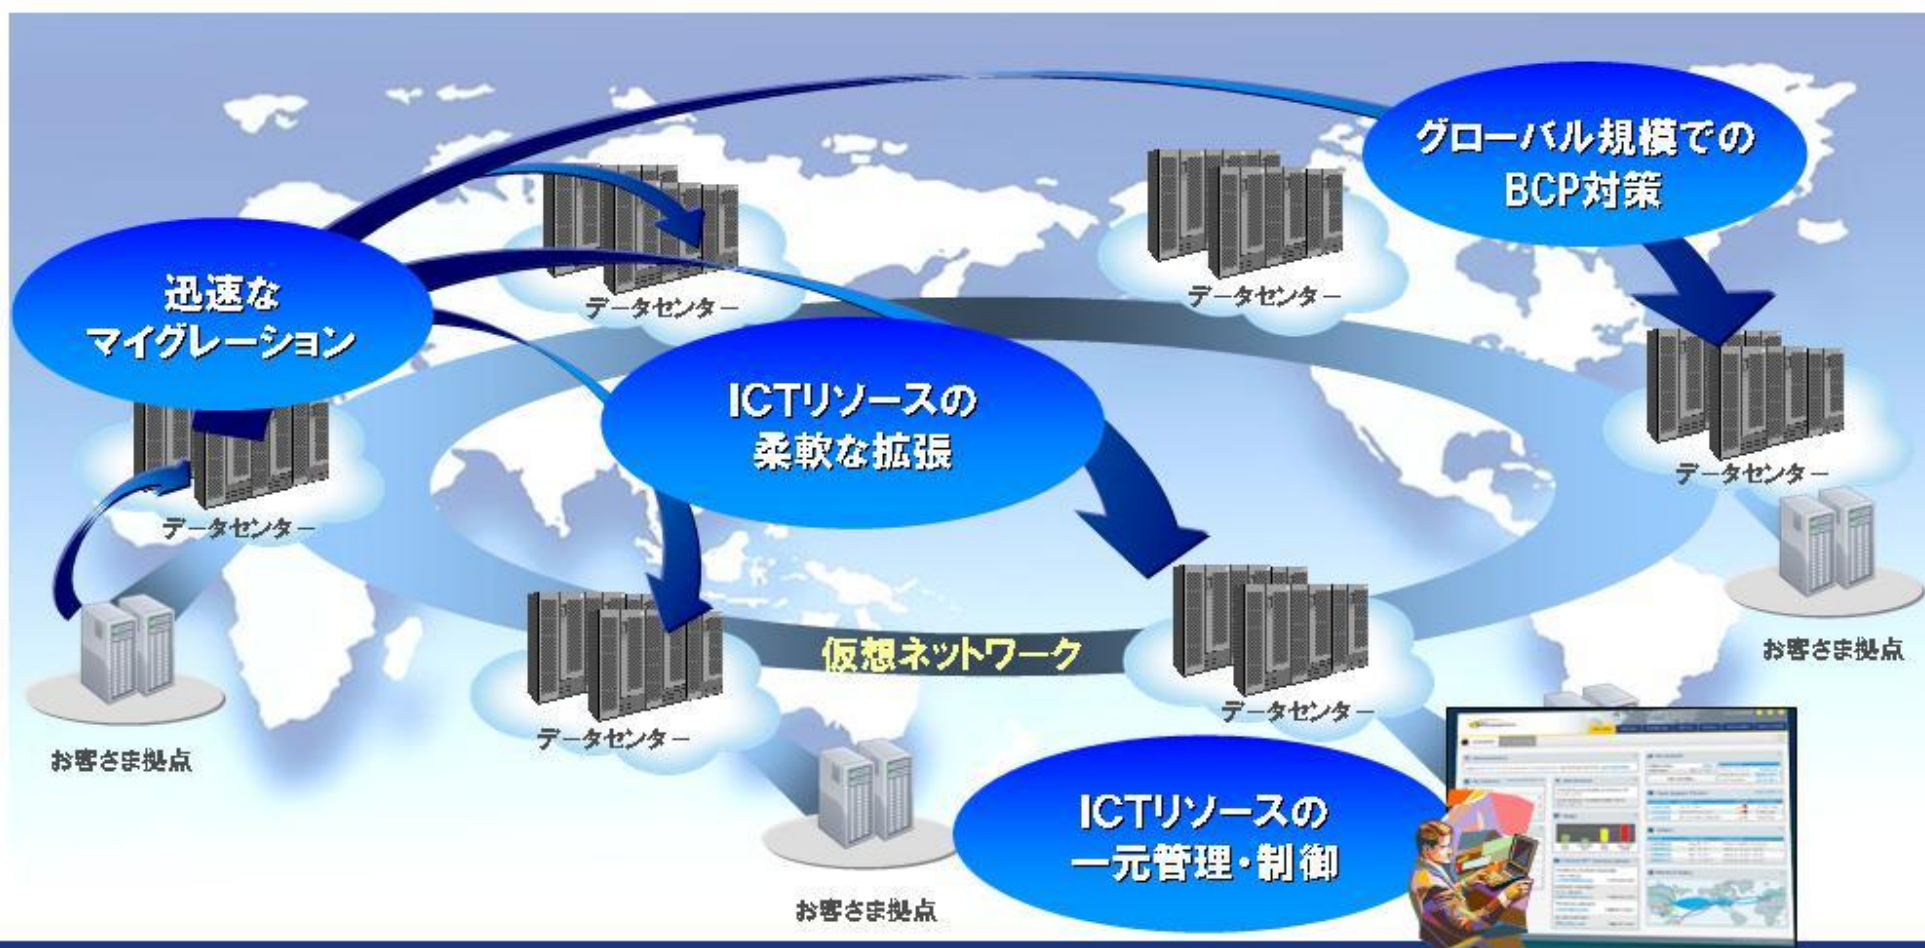 グローバル規模での
BCP対策
迅速な
マイグレーション
データセンター
データセンター
ICTリソースの
柔軟な拡張
データセンター
データセンター
お客さま拠点
仮想ネットワーク
データセンター
データセンター
お客さま拠点
お客さま拠点
ICTリソースの
一元管理・制御